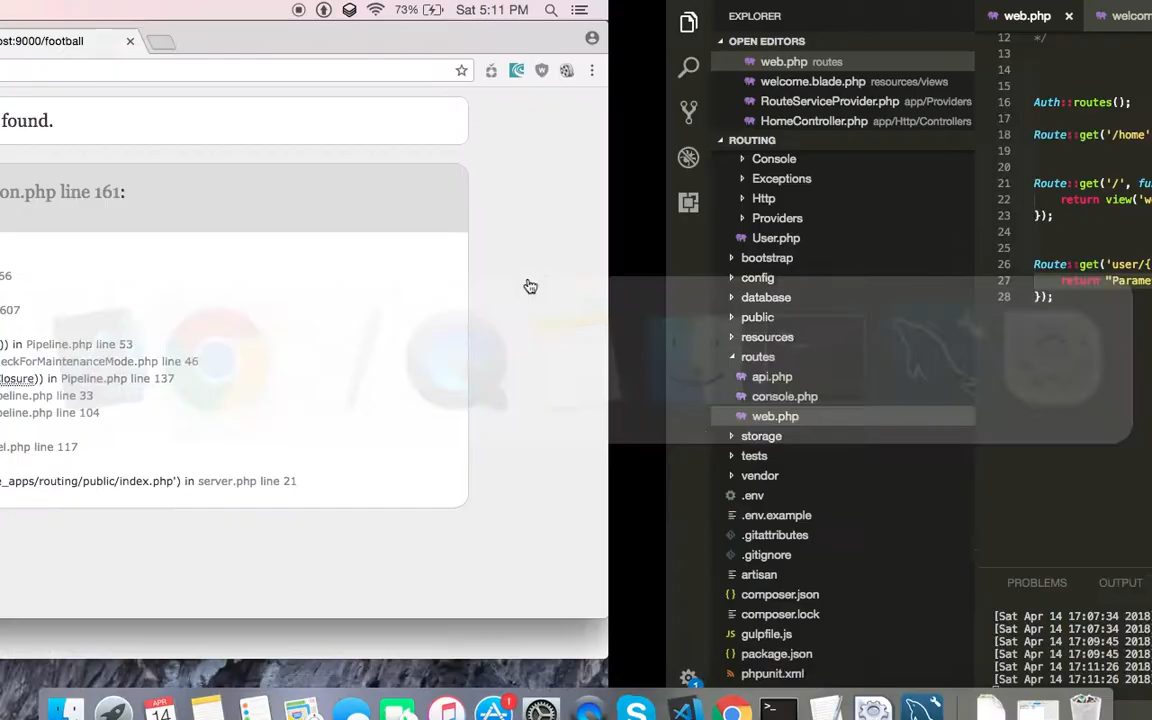 73%
Sat 5:11 PM
ost:9000/football
found.
on.php line 161:
66
607
)) in Pipeline.php line 53
eckForMaintenanceMode.php line 46
losure)) in Pipeline.php line 137
peline.php line 33
peline.php line 104
el.php line 117
e_apps/routing/public/index.php') in server.php line 21
EXPLORER
OPEN EDITORS
web.php routes
welcome.blade.php resources/views
RouteServiceProvider.php app/Providers
HomeController.php app/Http/Controllers
ROUTING
Console
Exceptions
Http
Providers
User.php
bootstrap
config
database
public
resources
routes
api.php
console.php
web.php
storage
tests
vendor
.env
.env.example
.gitattributes
.gitignore
artisan
composer.json
composer.lock
gulpfile.js
package.json
phpunit.xml
1
web.php
welcom
12 */
13
14
15
16 Auth::routes();
17
18 Route::get('/home'
19
20
21 Route::get('/', fu
22 return view('w
23 });
24
25
26 Route::get('user/{
27 return "Parame
28 });
PROBLEMS OUTPUT
[Sat Apr 14 17:07:34 2018
[Sat Apr 14 17:07:34 2018
[Sat Apr 14 17:09:45 2018
[Sat Apr 14 17:09:45 2018
[Sat Apr 14 17:11:26 2018
[Sat Apr 14 17:11:26 2018
APR
14
1